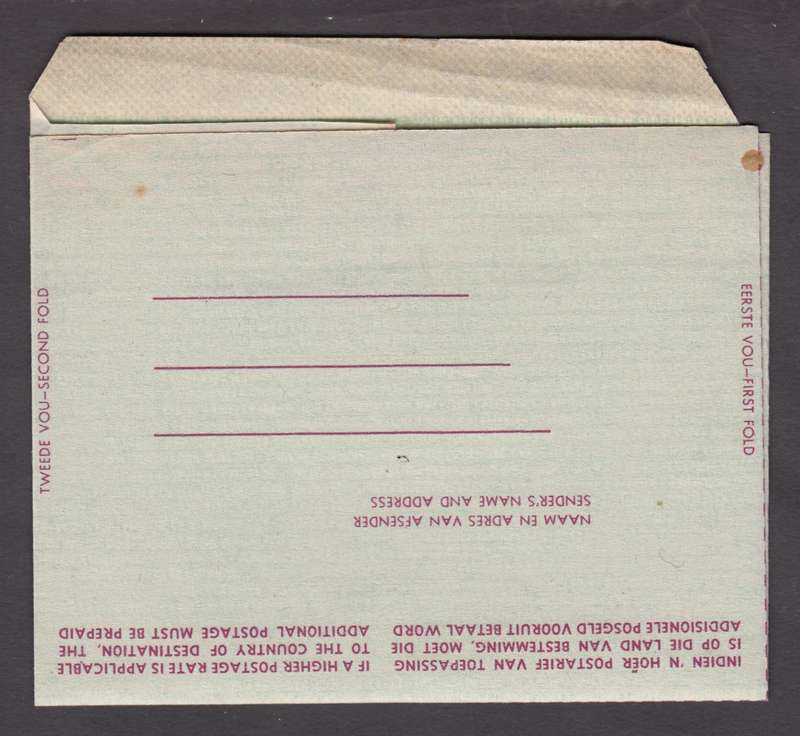 INDIEN 'N HOËR POSTARIEF VAN TOEPASSING
IS OP DIE LAND VAN BESTEMMING, MOET DIE
ADDISIONELE POSGELD VOORUIT BETAAL WORD
IF A HIGHER POSTAGE RATE IS APPLICABLE
TO THE COUNTRY OF DESTINATION, THE
ADDITIONAL POSTAGE MUST BE PREPAID
NAAM EN ADRES VAN AFSENDER
SENDER'S NAME AND ADDRESS
EERSTE VOU—FIRST FOLD
TWEEDE VOU—SECOND FOLD